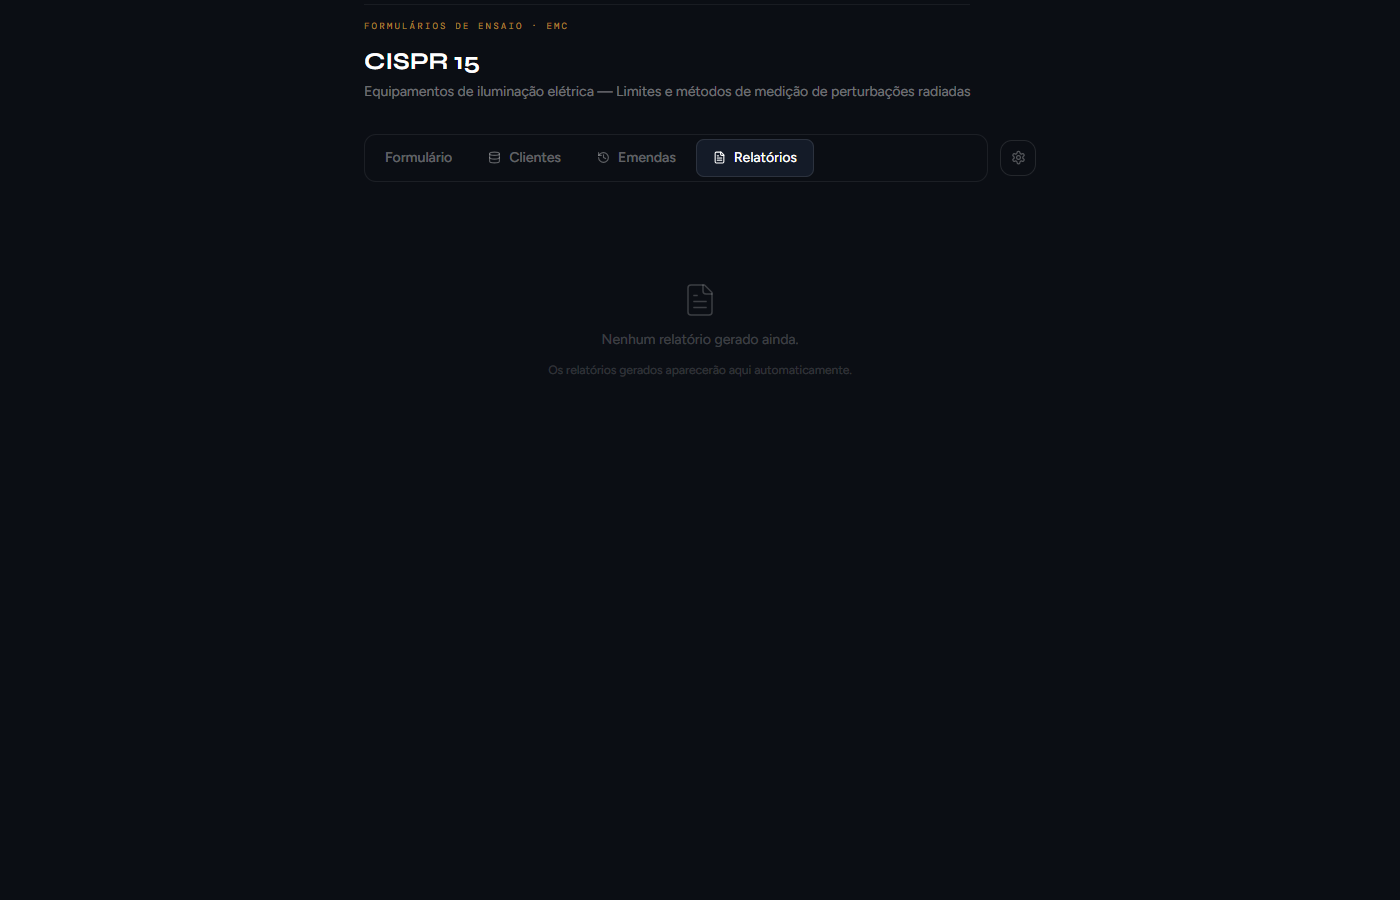 FORMULÁRIOS DE ENSAIO · EMC
CISPR 15
Equipamentos de iluminação elétrica — Limites e métodos de medição de perturbações radiadas
Formulário
Clientes
Emendas
Relatórios
Nenhum relatório gerado ainda.
Os relatórios gerados aparecerão aqui automaticamente.